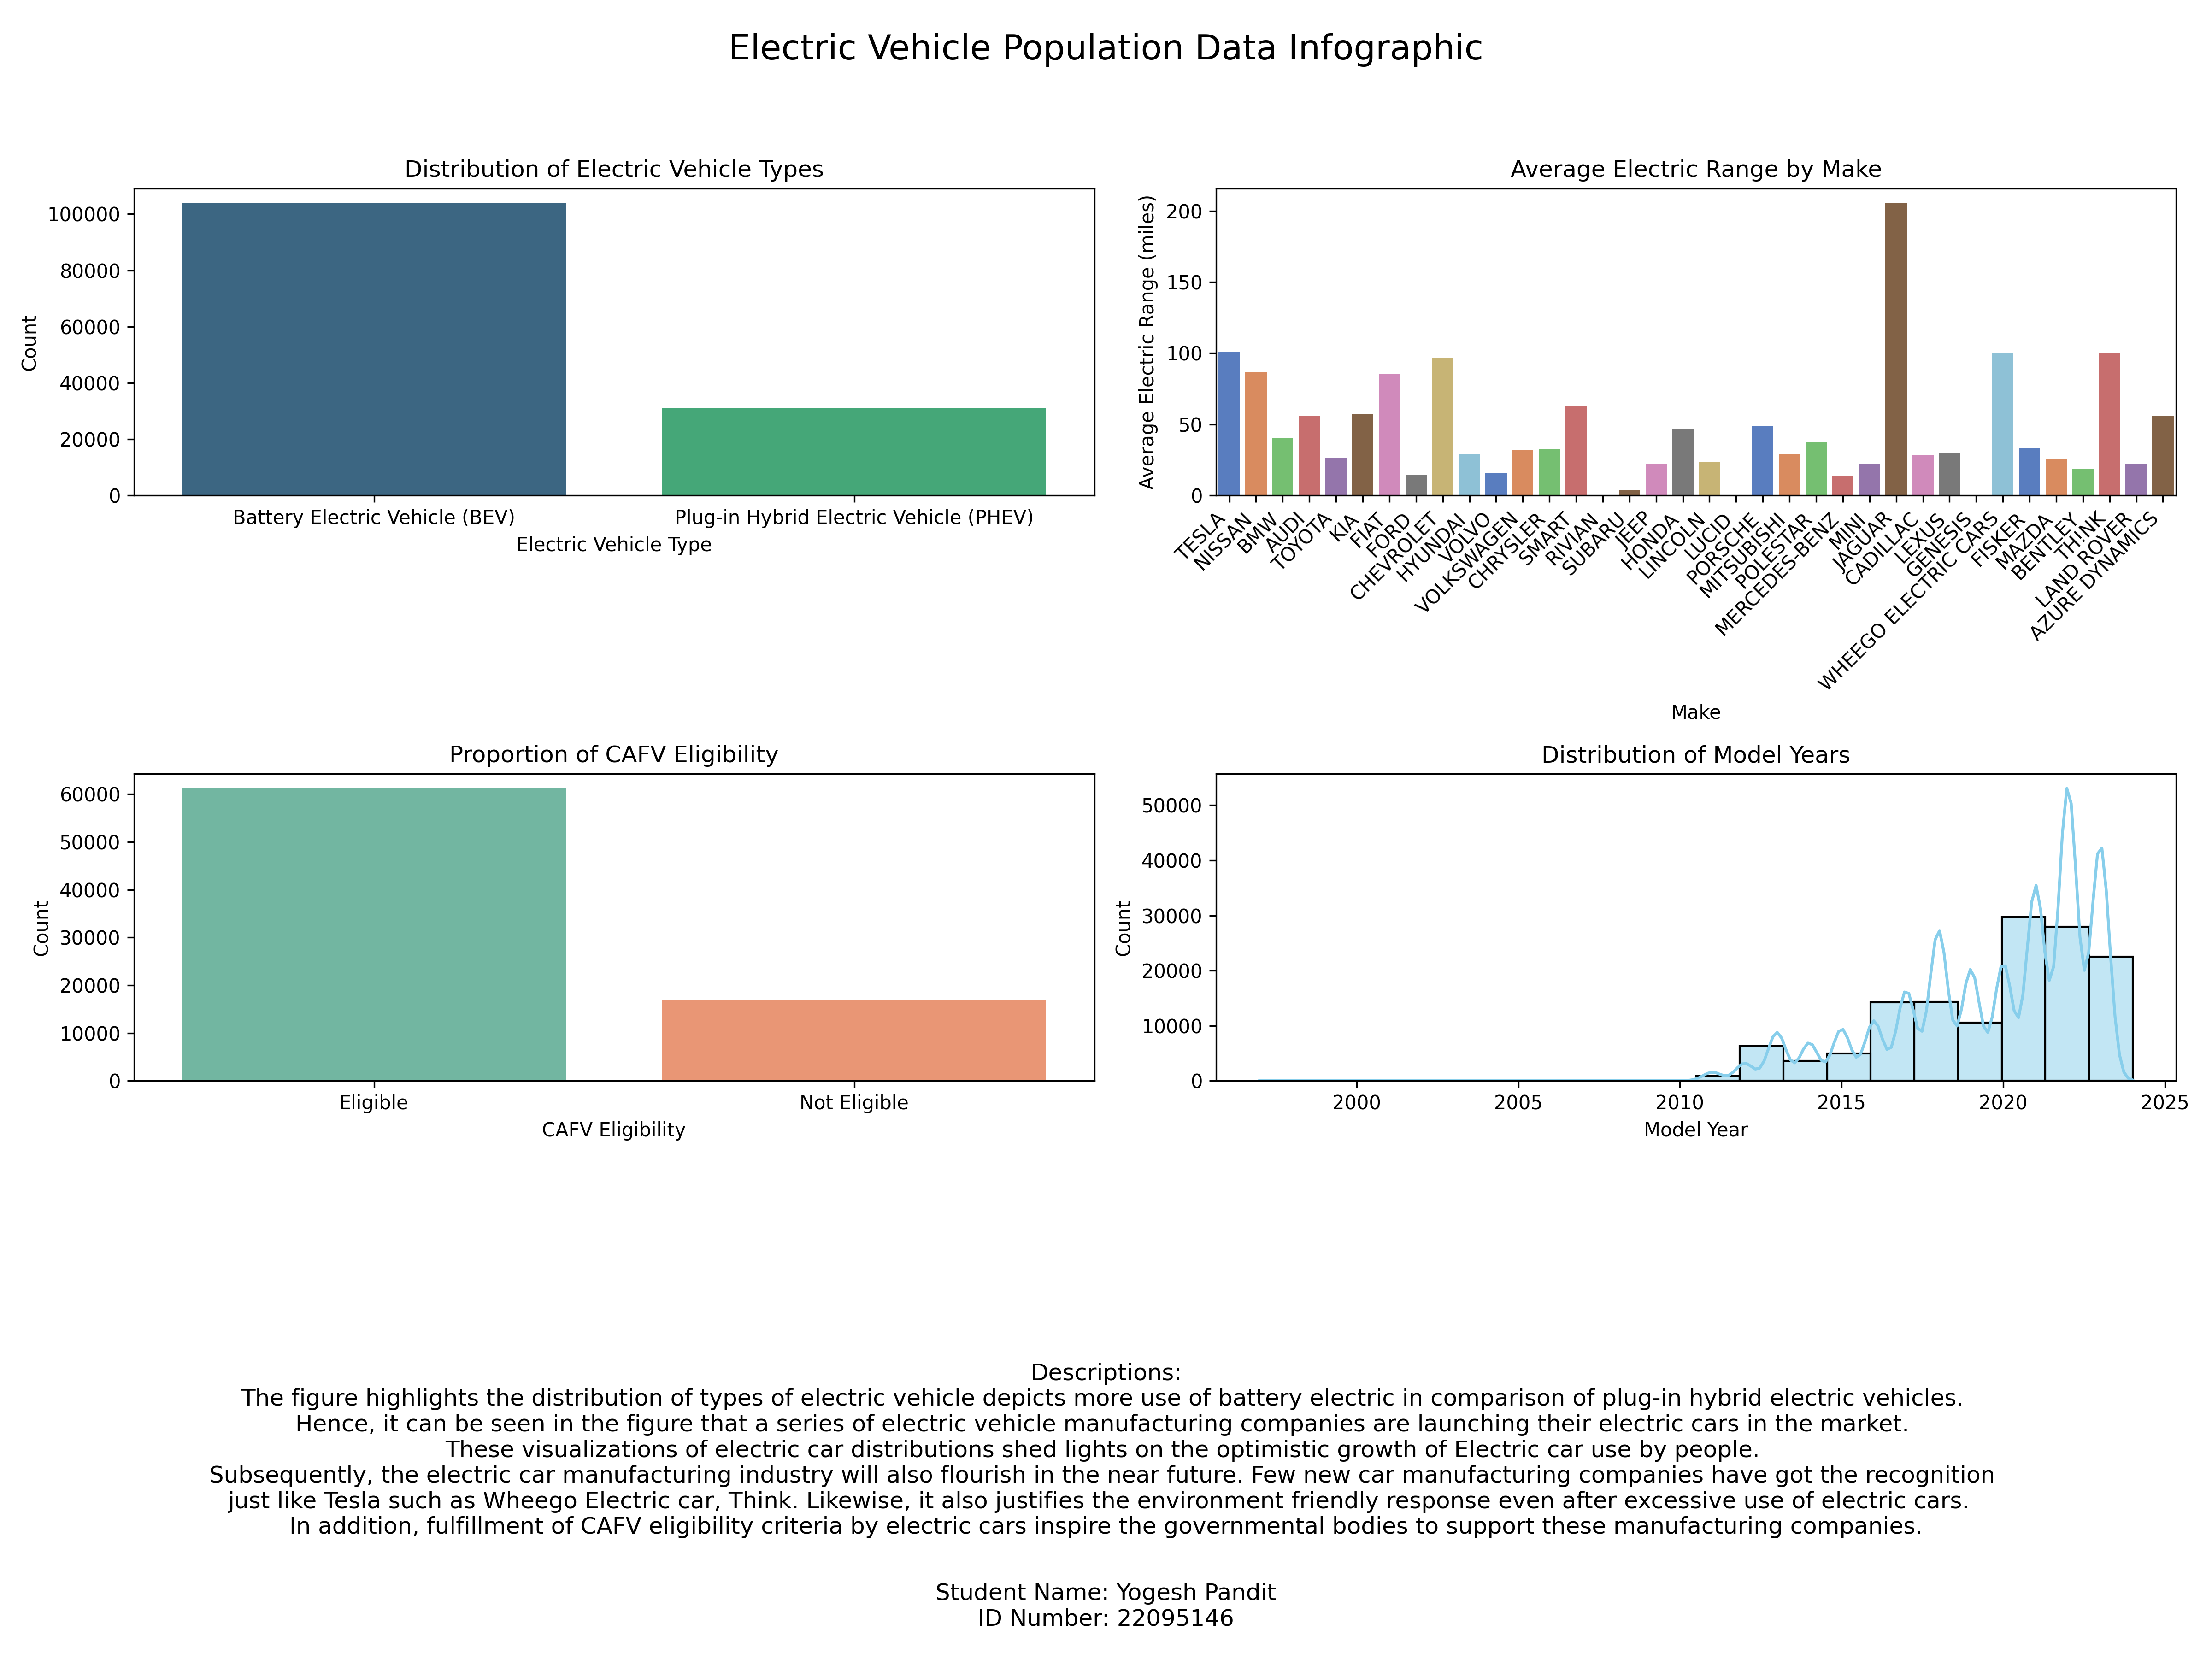 Electric Vehicle Population Data Infographic
Distribution of Electric Vehicle Types
Count
100000
80000
60000
40000
20000
0
Battery Electric Vehicle (BEV)
Plug-in Hybrid Electric Vehicle (PHEV)
Electric Vehicle Type
Average Electric Range by Make
Average Electric Range (miles)
200
150
100
50
0
TESLA
NISSAN
BMW
AUDI
TOYOTA
KIA
FIAT
FORD
CHEVROLET
HYUNDAI
VOLVO
VOLKSWAGEN
CHRYSLER
SMART
RIVIAN
SUBARU
JEEP
HONDA
LINCOLN
LUCID
PORSCHE
MITSUBISHI
POLESTAR
MERCEDES-BENZ
MINI
JAGUAR
CADILLAC
LEXUS
GENESIS
WHEEGO ELECTRIC CARS
FISKER
MAZDA
BENTLEY
TH!NK
LAND ROVER
AZURE DYNAMICS
Make
Proportion of CAFV Eligibility
Count
60000
50000
40000
30000
20000
10000
0
Eligible
Not Eligible
CAFV Eligibility
Distribution of Model Years
Count
50000
40000
30000
20000
10000
0
2000
2005
2010
2015
2020
2025
Model Year
Descriptions:
The figure highlights the distribution of types of electric vehicle depicts more use of battery electric in comparison of plug-in hybrid electric vehicles.
Hence, it can be seen in the figure that a series of electric vehicle manufacturing companies are launching their electric cars in the market.
These visualizations of electric car distributions shed lights on the optimistic growth of Electric car use by people.
Subsequently, the electric car manufacturing industry will also flourish in the near future. Few new car manufacturing companies have got the recognition
just like Tesla such as Wheego Electric car, Think. Likewise, it also justifies the environment friendly response even after excessive use of electric cars.
In addition, fulfillment of CAFV eligibility criteria by electric cars inspire the governmental bodies to support these manufacturing companies.
Student Name: Yogesh Pandit
ID Number: 22095146